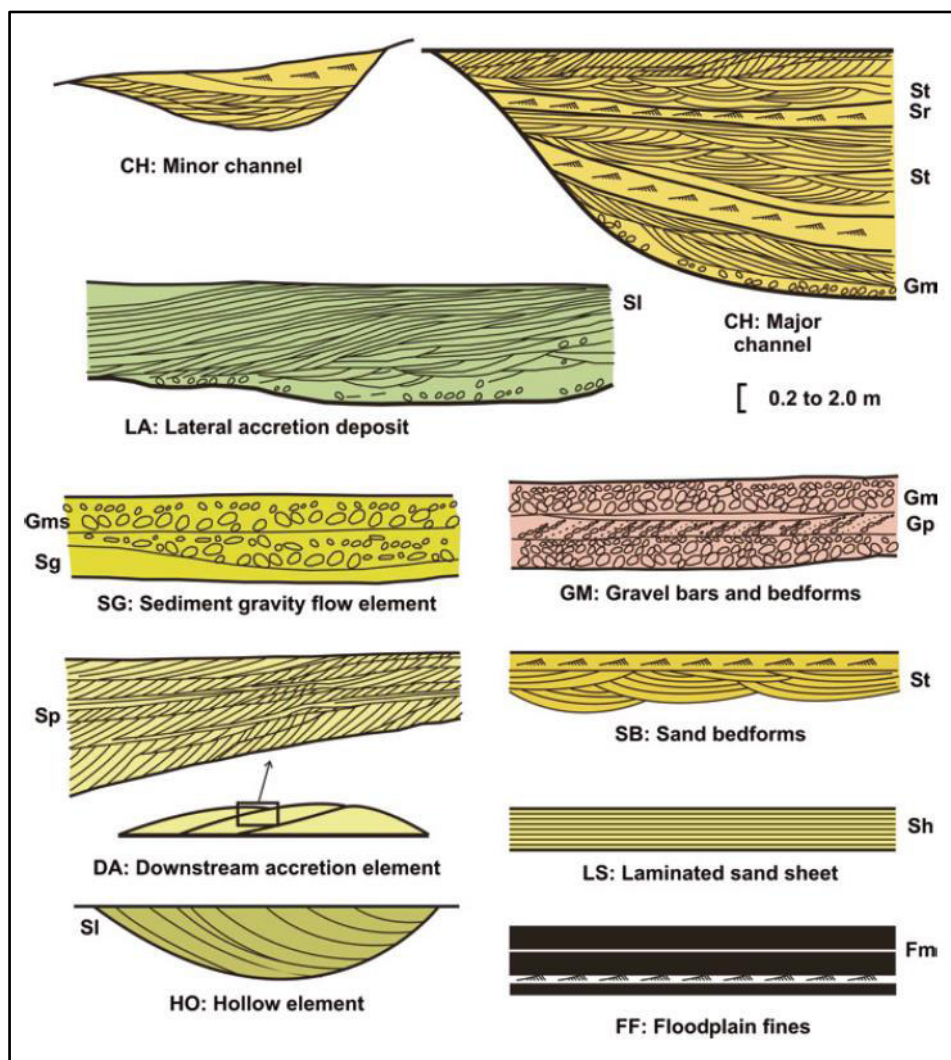 St
Sr
CH: Minor channel
St
Gm
Sl
CH: Major
channel
0.2 to 2.0 m
LA: Lateral accretion deposit
Gms
Sg
SG: Sediment gravity flow element
Gm
Gp
GM: Gravel bars and bedforms
Sp
St
SB: Sand bedforms
DA: Downstream accretion element
Sh
LS: Laminated sand sheet
Sl
HO: Hollow element
Fm
FF: Floodplain fines